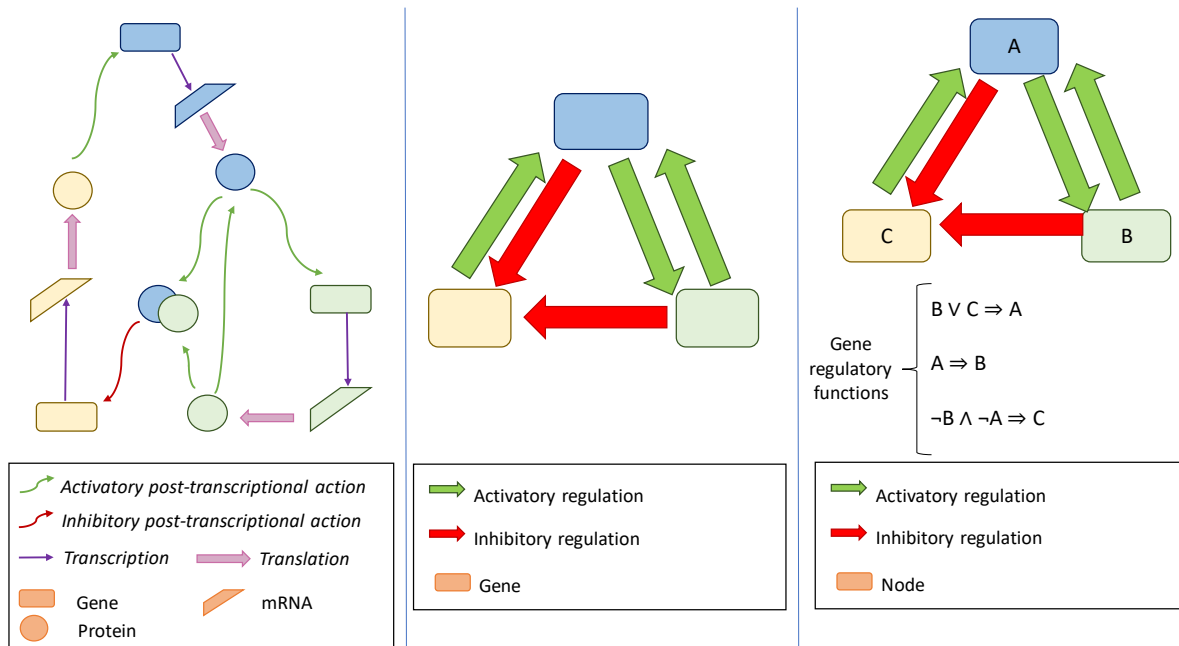 Activatory post-transcriptional action
Inhibitory post-transcriptional action
Transcription
Translation
Gene
mRNA
Protein
Activatory regulation
Inhibitory regulation
Gene
A
C
B
Gene
regulatory
functions
B ∨ C ⇒ A
A ⇒ B
¬B ∧ ¬A ⇒ C
Activatory regulation
Inhibitory regulation
Node